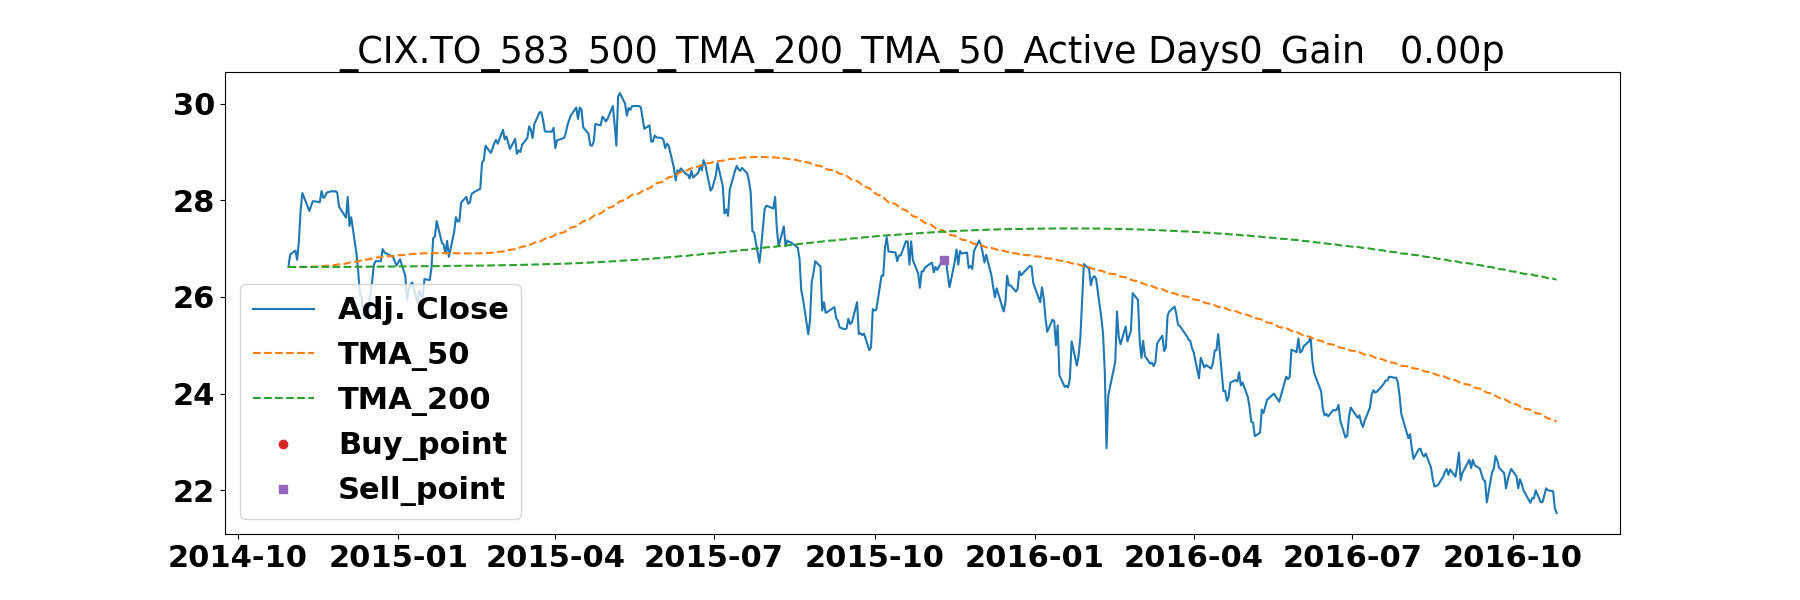 _CIX.TO_583_500_TMA_200_TMA_50_Active Days0_Gain   0.00p
30
28
26
24
22
Adj. Close
TMA_50
TMA_200
Buy_point
Sell_point
2014-10 2015-01 2015-04 2015-07 2015-10 2016-01 2016-04 2016-07 2016-10